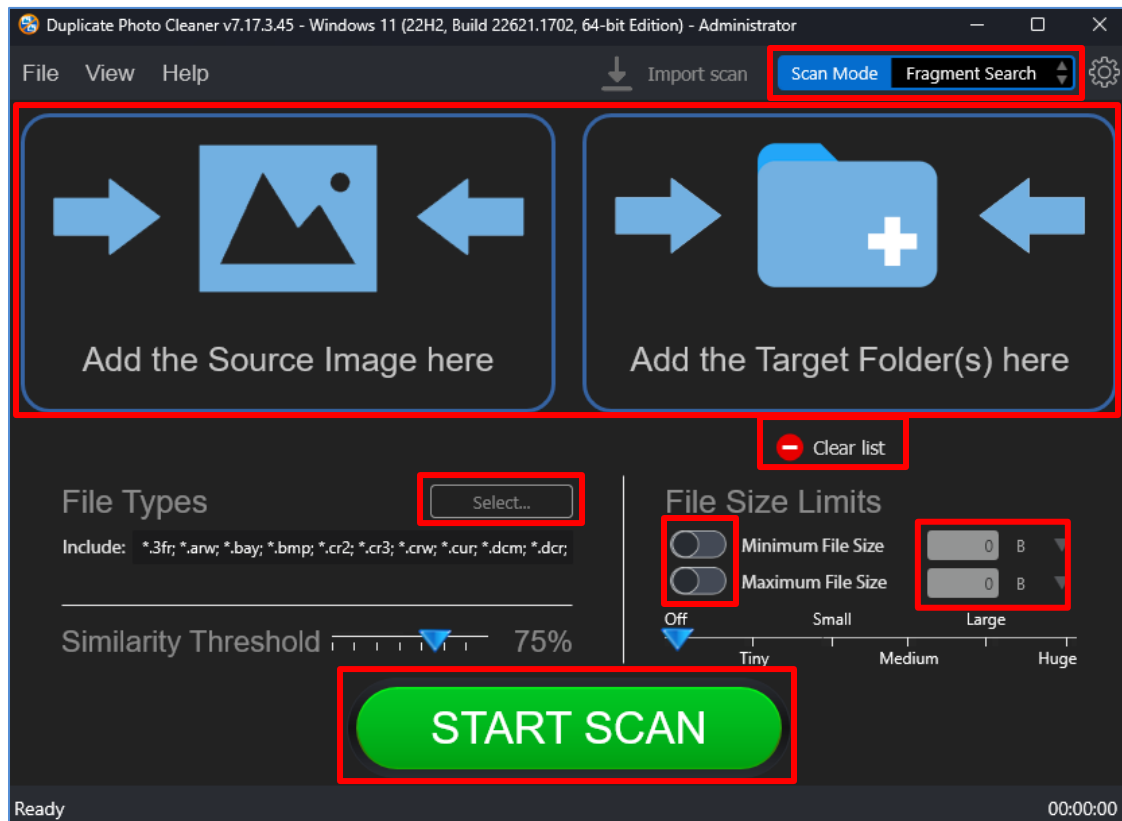 Duplicate Photo Cleaner v7.17.3.45 - Windows 11 (22H2, Build 22621.1702, 64-bit Edition) - Administrator
File View Help Import scan Scan Mode Fragment Search
Add the Source Image here Add the Target Folder(s) here
Clear list
File Types Select... File Size Limits
Include: *.3fr; *.arw; *.bay; *.bmp; *.cr2; *.cr3; *.crw; *.cur; *.dcm; *.dcr; Minimum File Size 0 B
Maximum File Size 0 B
Off Small Large
Similarity Threshold 75%
Tiny Medium Huge
START SCAN
Ready 00:00:00